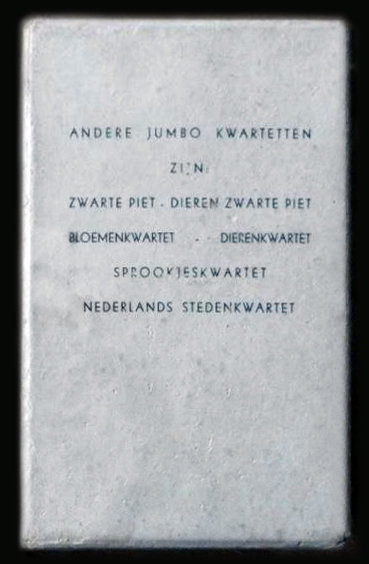 ANDERE JUMBO KWARTETTEN
ZIJN:
ZWARTE PIET - DIEREN ZWARTE PIET
BLOEMENKWARTET - DIERENKWARTET
SPROOKJESKWARTET
NEDERLANDS STEDENKWARTET